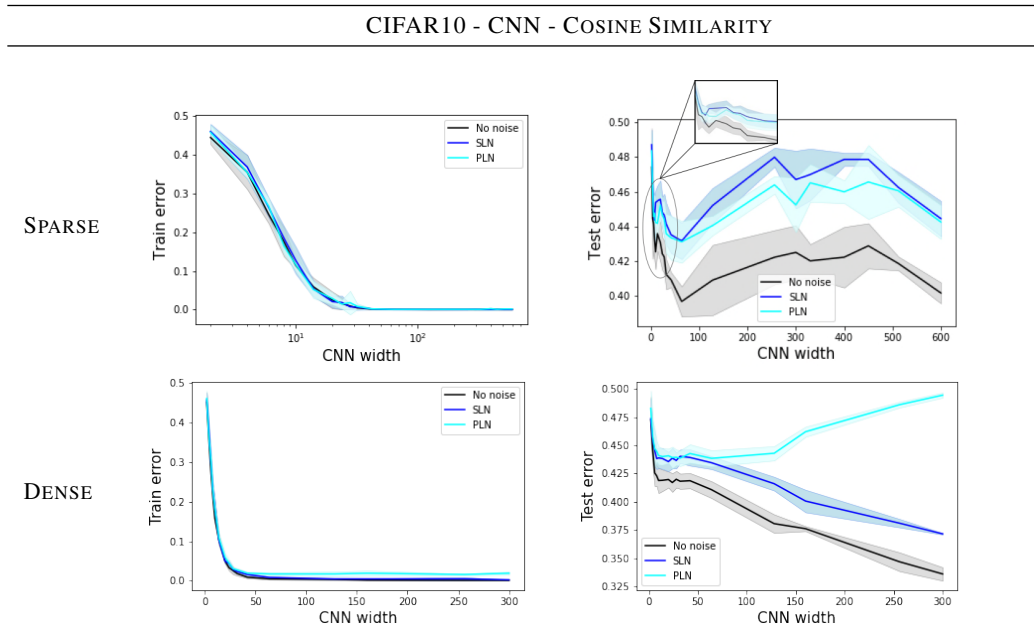 CIFAR10 - CNN - COSINE SIMILARITY
SPARSE
0.5
0.4
0.3
0.2
0.1
0.0
Train error
10¹
10²
CNN width
No noise
SLN
PLN
0.50
0.48
0.46
0.44
0.42
0.40
Test error
0
100
200
300
400
500
600
CNN width
No noise
SLN
PLN
DENSE
0.5
0.4
0.3
0.2
0.1
0.0
Train error
0
50
100
150
200
250
300
CNN width
No noise
SLN
PLN
0.500
0.475
0.450
0.425
0.400
0.375
0.350
0.325
Test error
0
50
100
150
200
250
300
CNN width
No noise
SLN
PLN